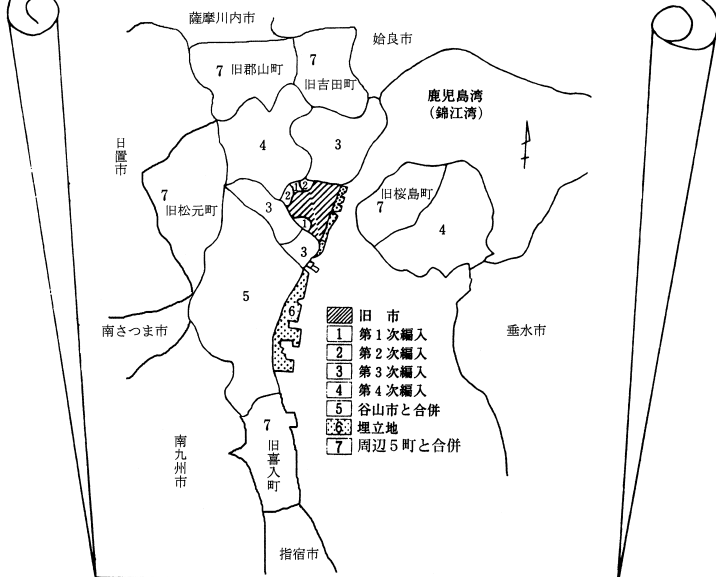 薩摩川内市
姶良市
7
旧郡山町
7
旧吉田町
鹿児島湾
(錦江湾)
日置市
4
3
7
旧松元町
3
2
1
2
1
3
旧桜島町
7
4
5
6
南さつま市
垂水市
旧 市
1 第1次編入
2 第2次編入
3 第3次編入
4 第4次編入
5 谷山市と合併
6 埋立地
7 周辺5町と合併
7
旧喜入町
南九州市
指宿市